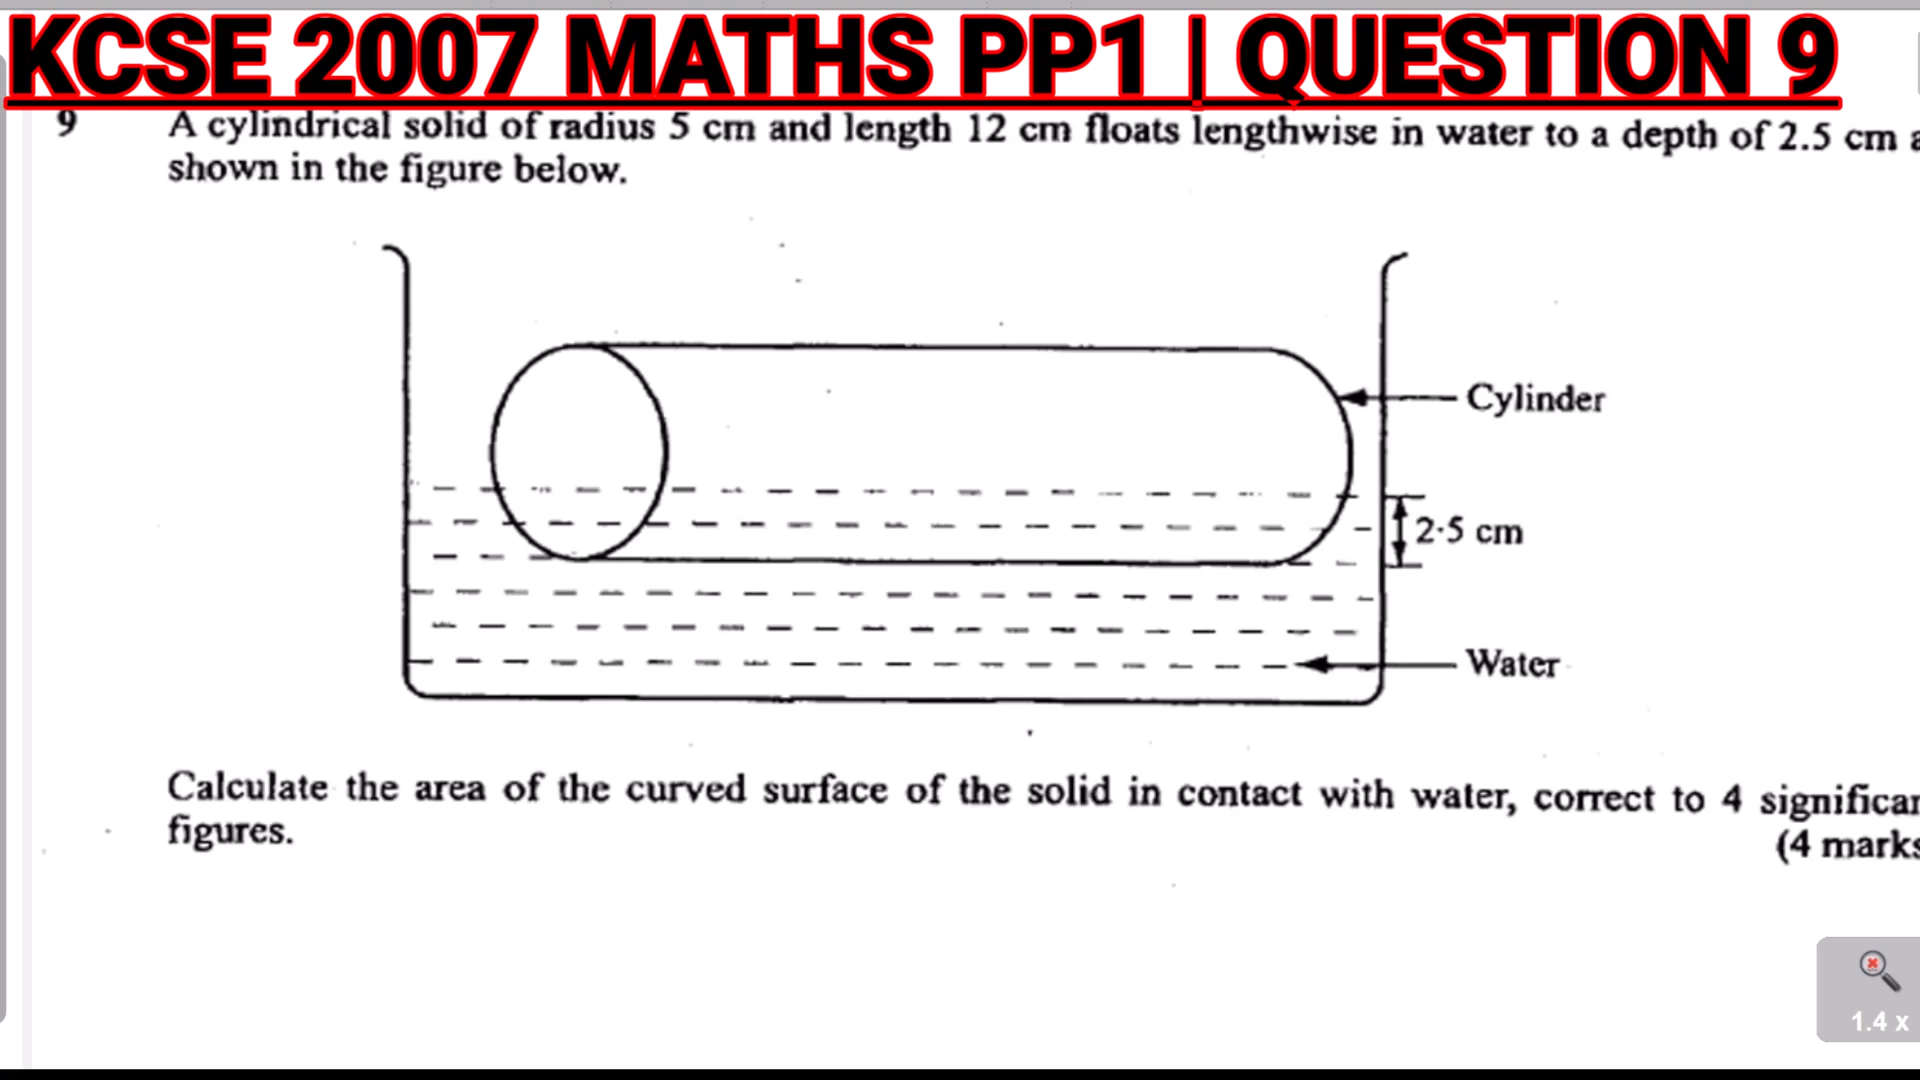 KCSE 2007 MATHS PP1 | QUESTION 9
9 A cylindrical solid of radius 5 cm and length 12 cm floats lengthwise in water to a depth of 2.5 cm
shown in the figure below.
Cylinder
2·5 cm
Water
Calculate the area of the curved surface of the solid in contact with water, correct to 4
figures.
(4 marks
1.4 x